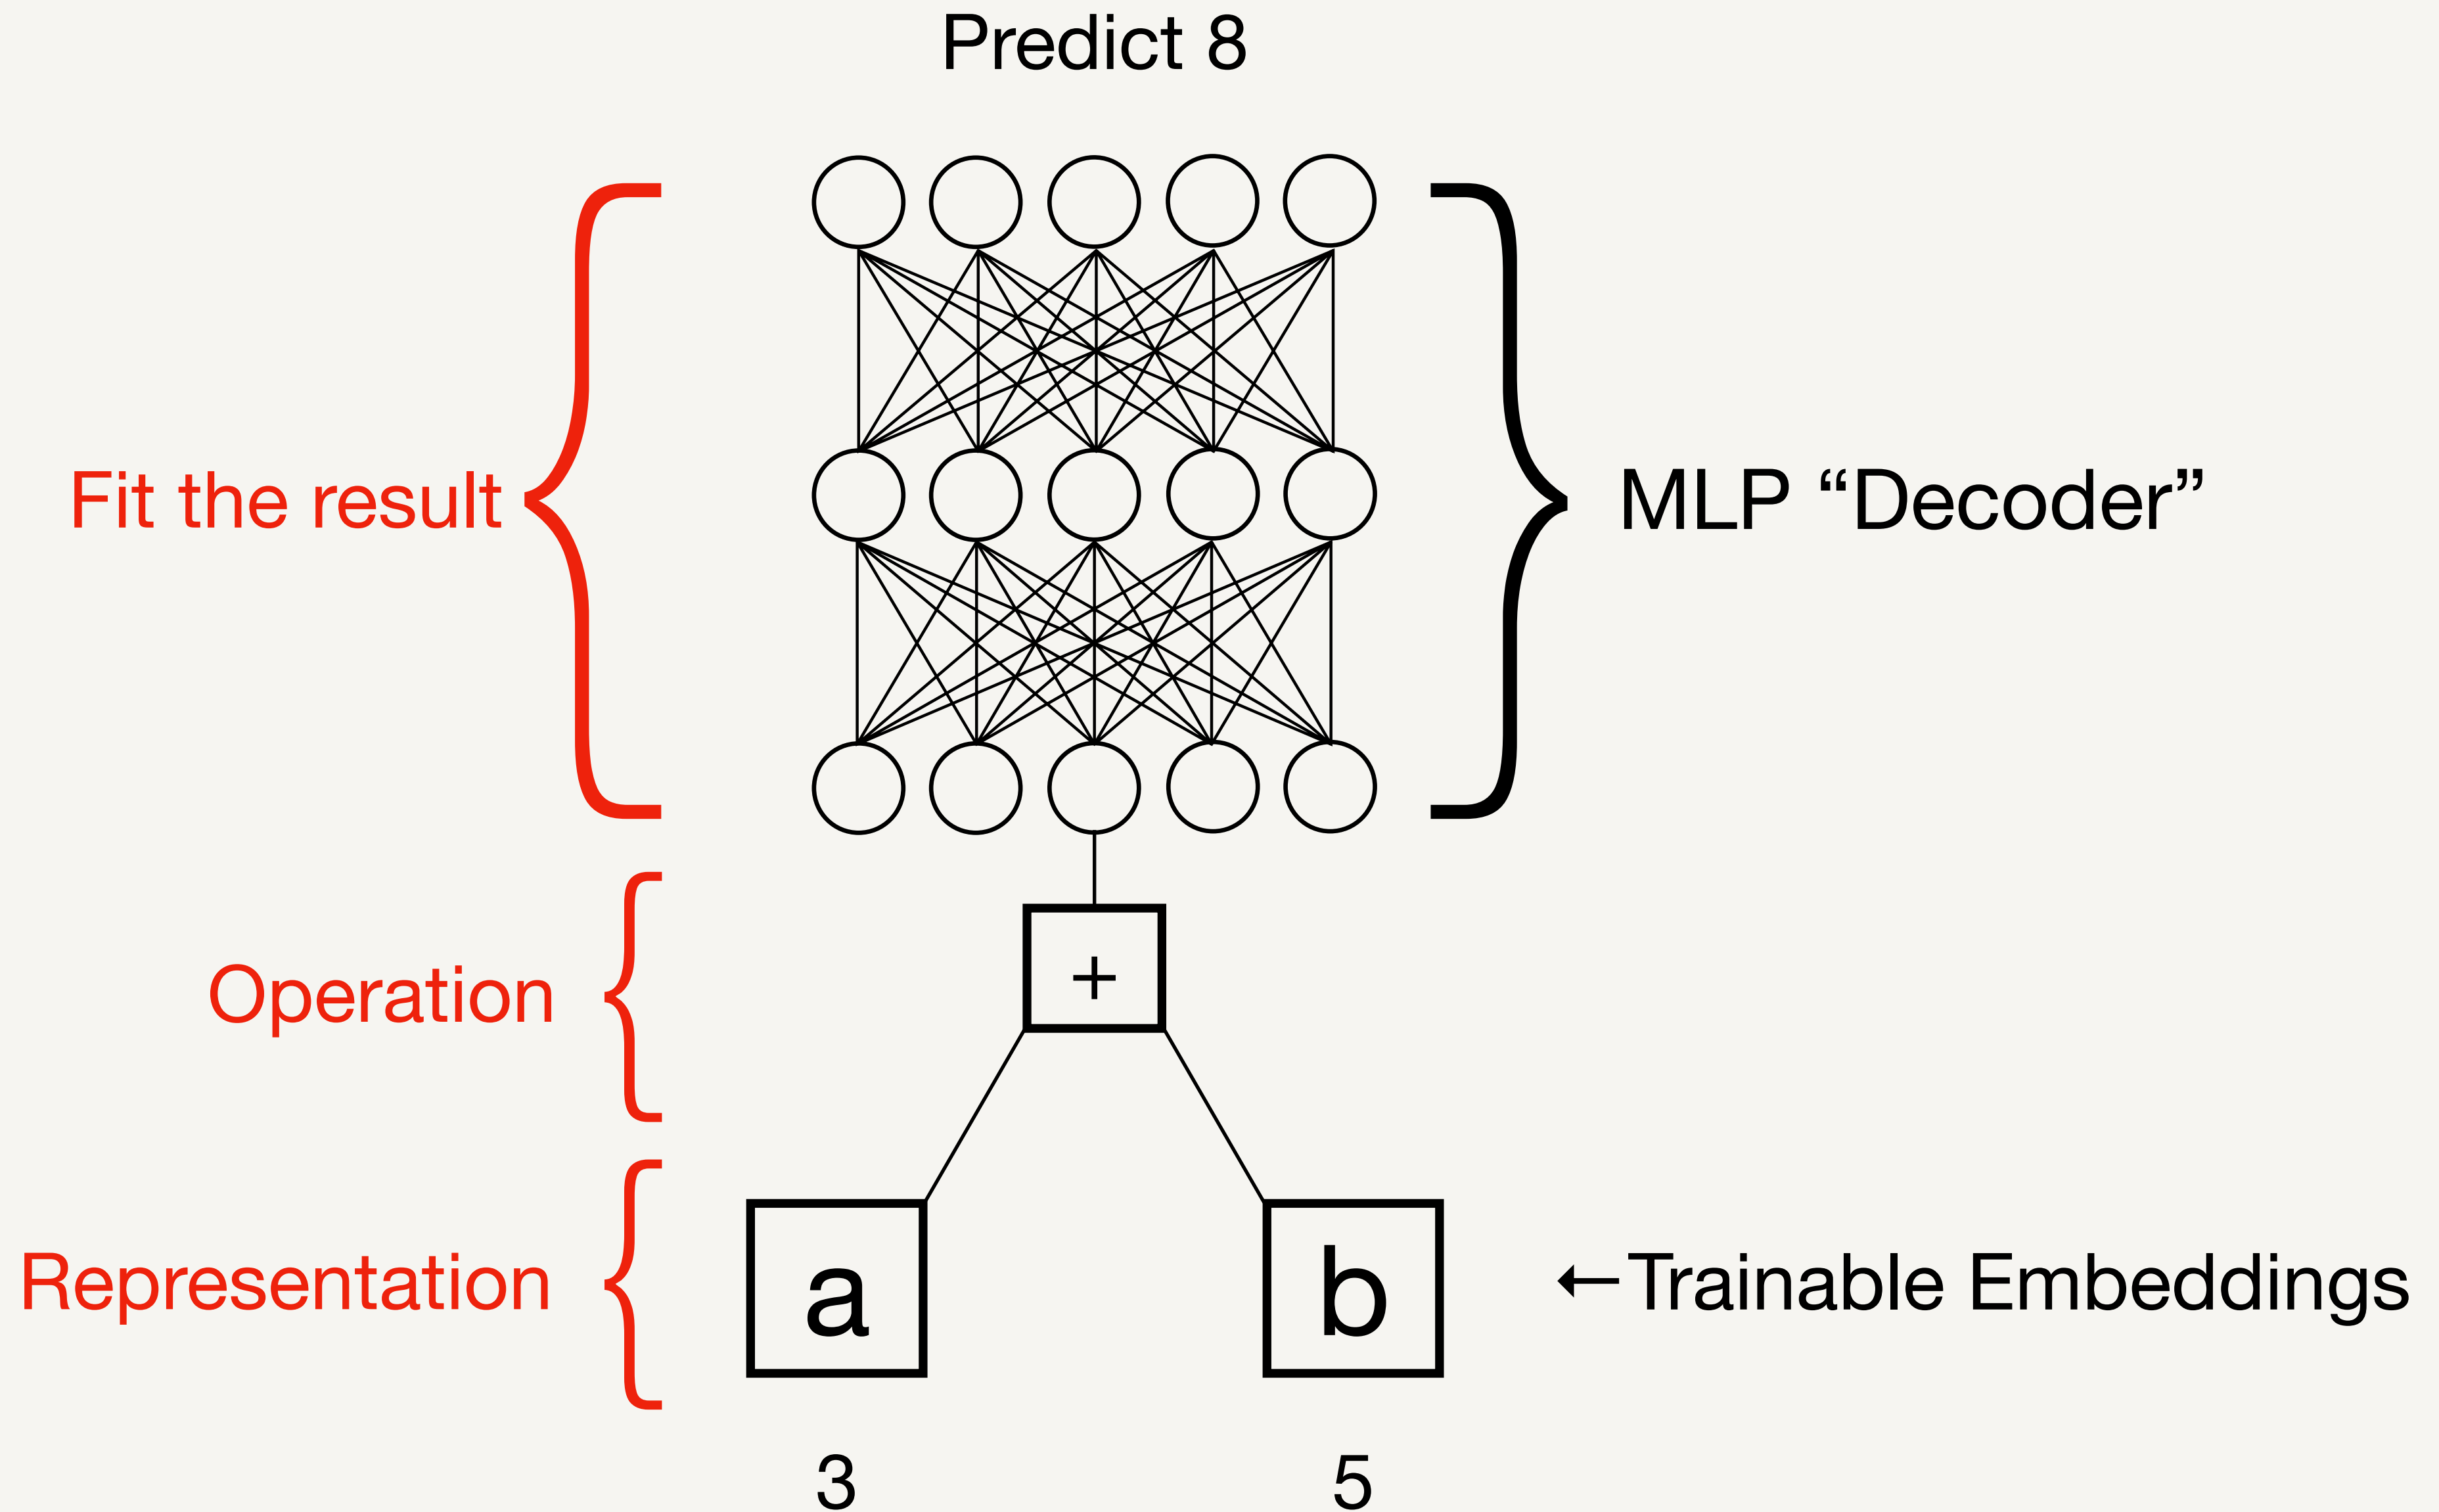 Predict 8
Fit the result
MLP “Decoder”
Operation
+
Representation
a
b
←Trainable Embeddings
3
5